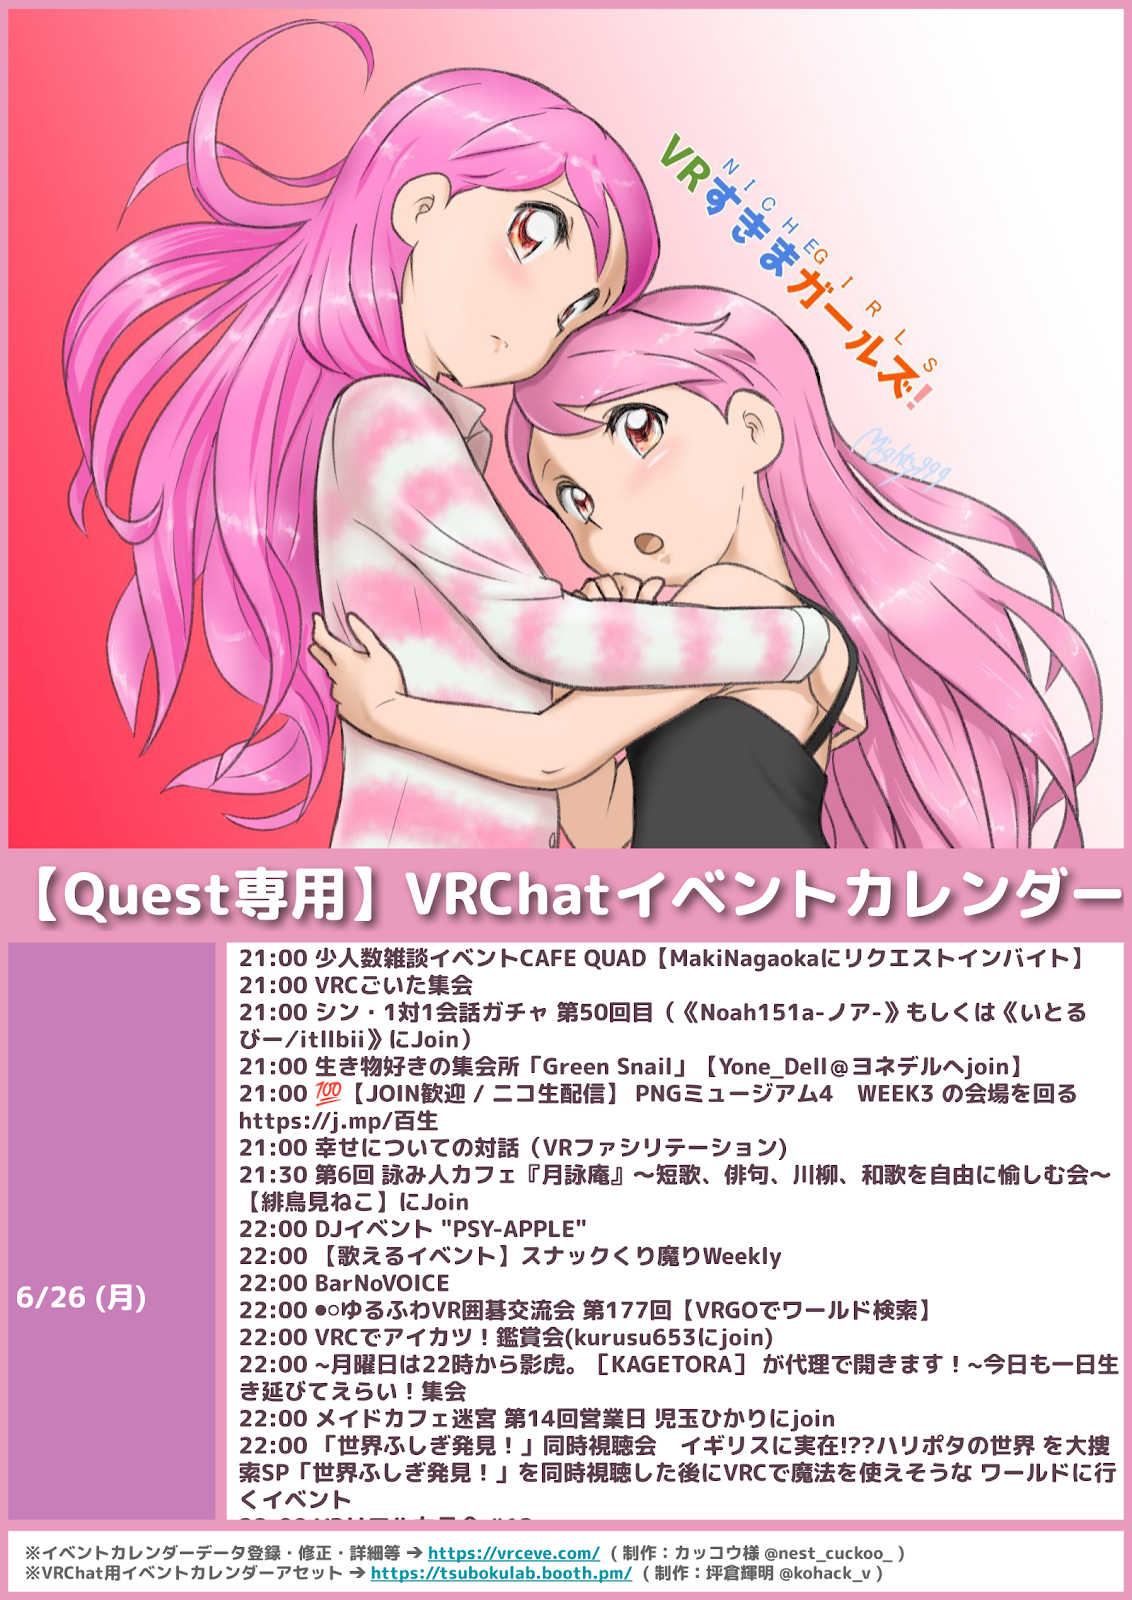 VRすきまガールズ!
NICHE GIRLS
Mighty999
【Quest専用】VRChatイベントカレンダー
6/26 (月)
21:00 少人数雑談イベントCAFE QUAD【MakiNagaokaにリクエストインバイト】
21:00 VRCごいた集会
21:00 シン・1対1会話ガチャ 第50回目（《Noah151a-ノア-》もしくは《いとる
びー/itllbii》にJoin）
21:00 生き物好きの集会所「Green Snail」【Yone_Dell@ヨネデルへjoin】
21:00 💯【JOIN歓迎 / ニコ生配信】 PNGミュージアム4　WEEK3 の会場を回る
https://j.mp/百生
21:00 幸せについての対話（VRファシリテーション)
21:30 第6回 詠み人カフェ『月詠庵』～短歌、俳句、川柳、和歌を自由に愉しむ会～
【緋鳥見ねこ】にJoin
22:00 DJイベント "PSY-APPLE"
22:00 【歌えるイベント】スナックくり魔りWeekly
22:00 BarNoVOICE
22:00 ●○ゆるふわVR囲碁交流会 第177回【VRGOでワールド検索】
22:00 VRCでアイカツ！鑑賞会(kurusu653にjoin)
22:00 ~月曜日は22時から影虎。［KAGETORA］ が代理で開きます！~今日も一日生
き延びてえらい！集会
22:00 メイドカフェ迷宮 第14回営業日 児玉ひかりにjoin
22:00 「世界ふしぎ発見！」同時視聴会　イギリスに実在!??ハリポタの世界 を大捜
索SP「世界ふしぎ発見！」を同時視聴した後にVRCで魔法を使えそうな ワールドに行
くイベント
※イベントカレンダーデータ登録・修正・詳細等 ➔ https://vrceve.com/ （制作：カッコウ様 @nest_cuckoo_ ）
※VRChat用イベントカレンダーアセット ➔ https://tsubokulab.booth.pm/ （制作：坪倉輝明 @kohack_v ）